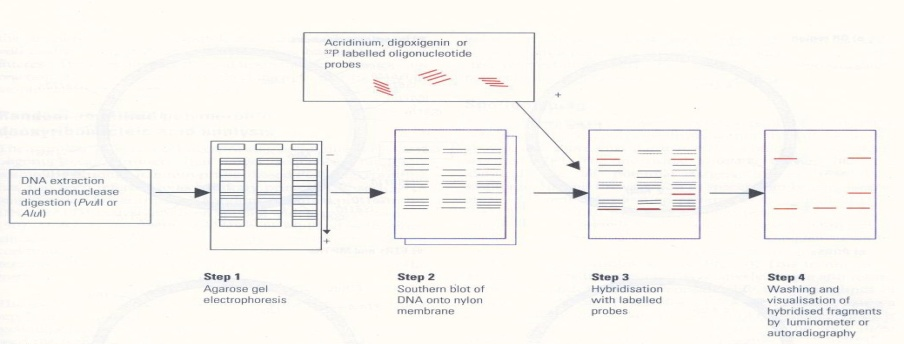 Acridinium, digoxigenin or
³²P labelled oligonucleotide
probes
+
DNA extraction
and endonuclease
digestion (PvuII or
AluI)
−
+
Step 1
Agarose gel
electrophoresis
Step 2
Southern blot of
DNA onto nylon
membrane
Step 3
Hybridisation
with labelled
probes
Step 4
Washing and
visualisation of
hybridised fragments
by luminometer or
autoradiography